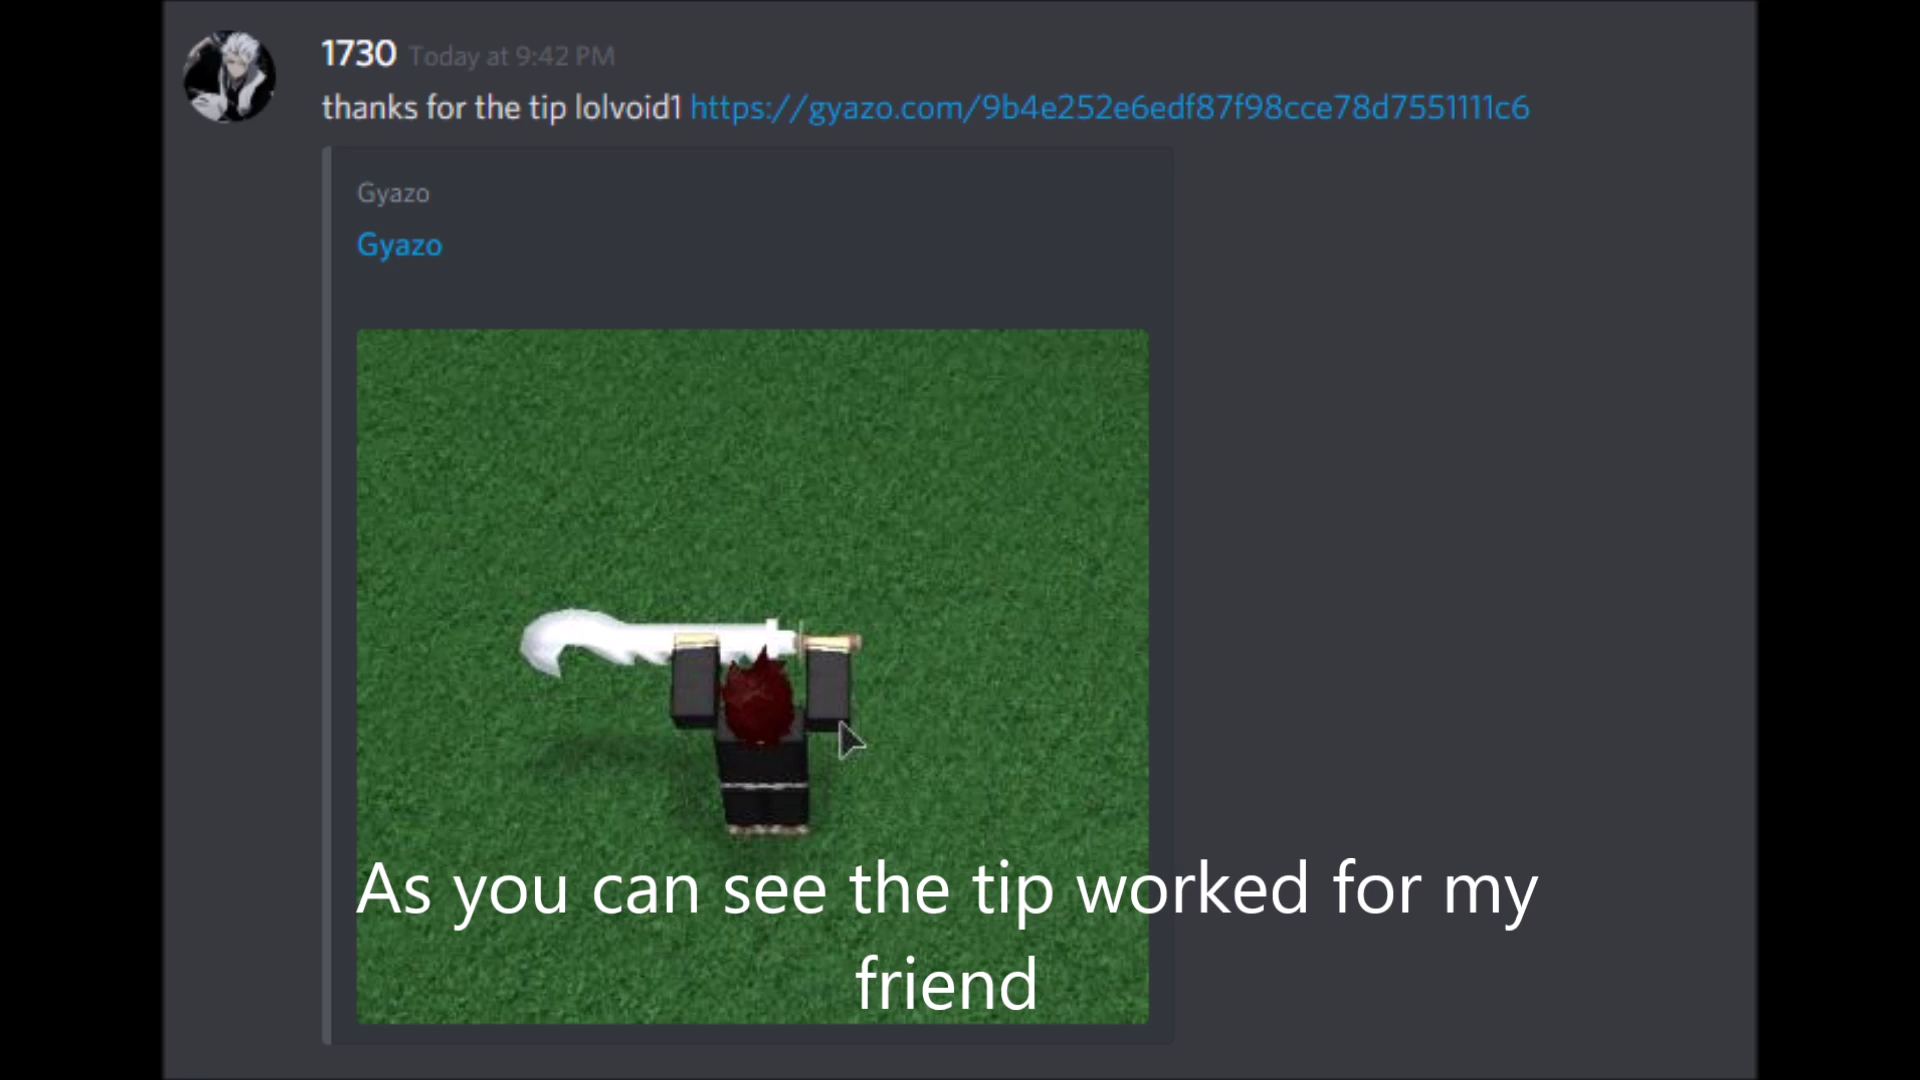 1730 Today at 9:42 PM
thanks for the tip lolvoid1 https://gyazo.com/9b4e252e6edf87f98cce78d7551111c6
Gyazo
Gyazo
As you can see the tip worked for my
friend